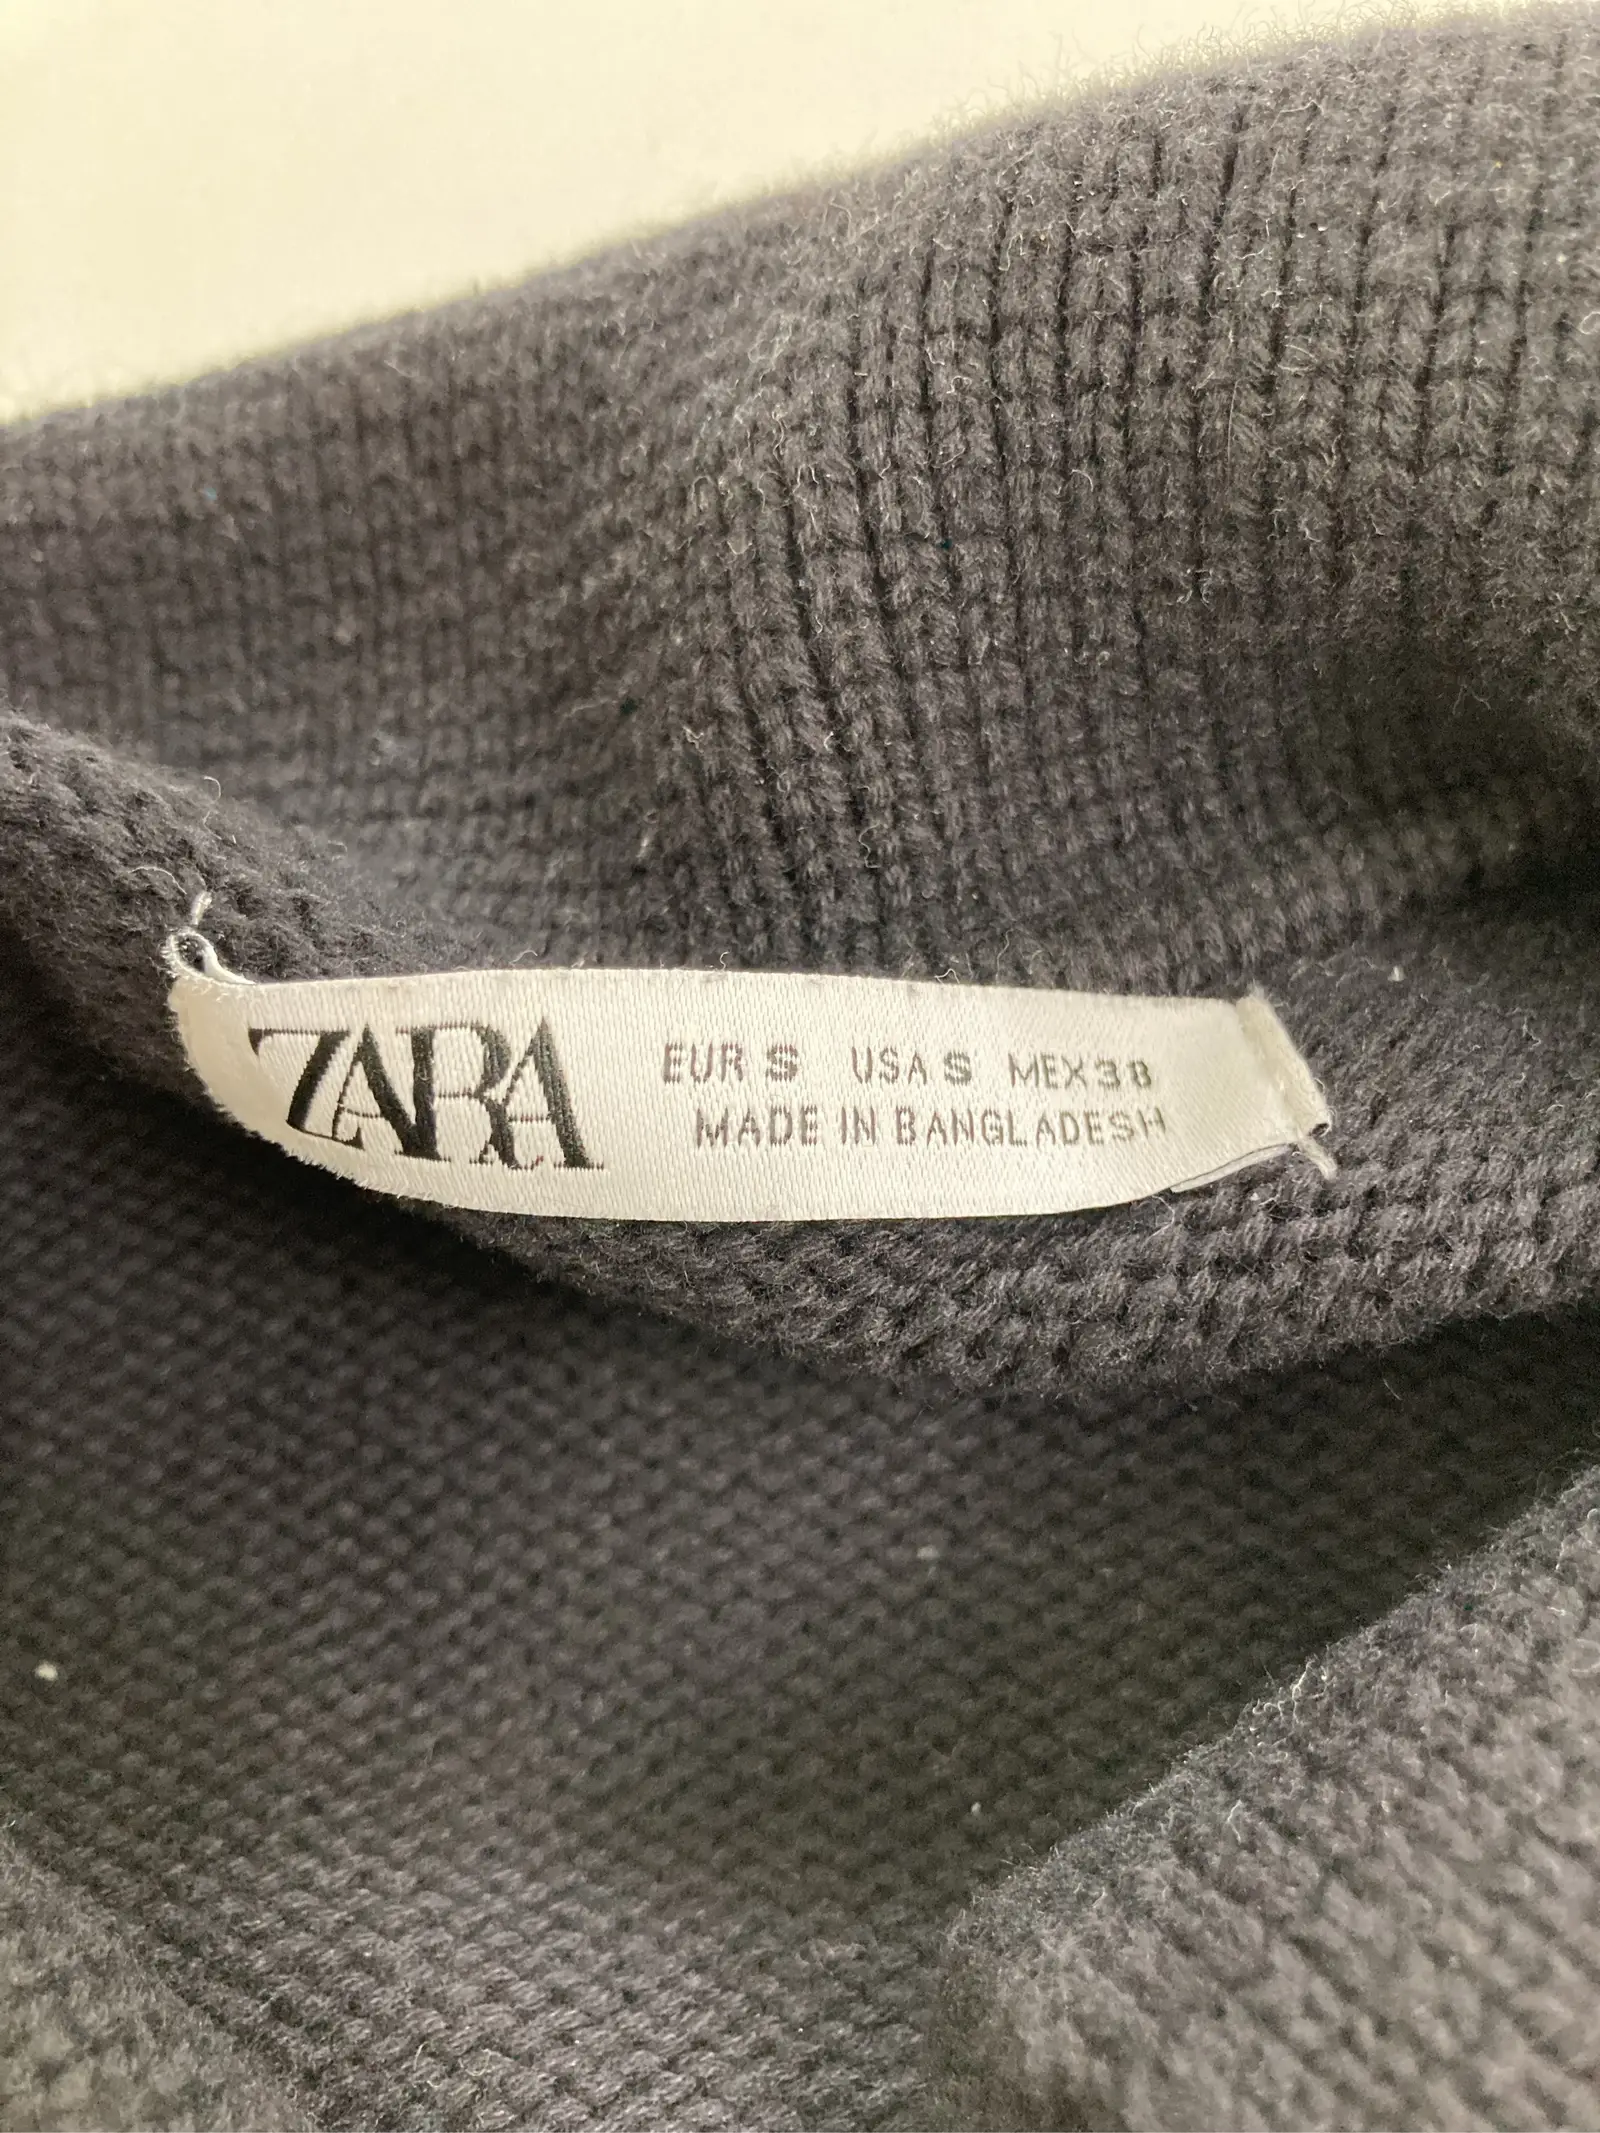 ZARA
EUR S USA S MEX 38
MADE IN BANGLADESH